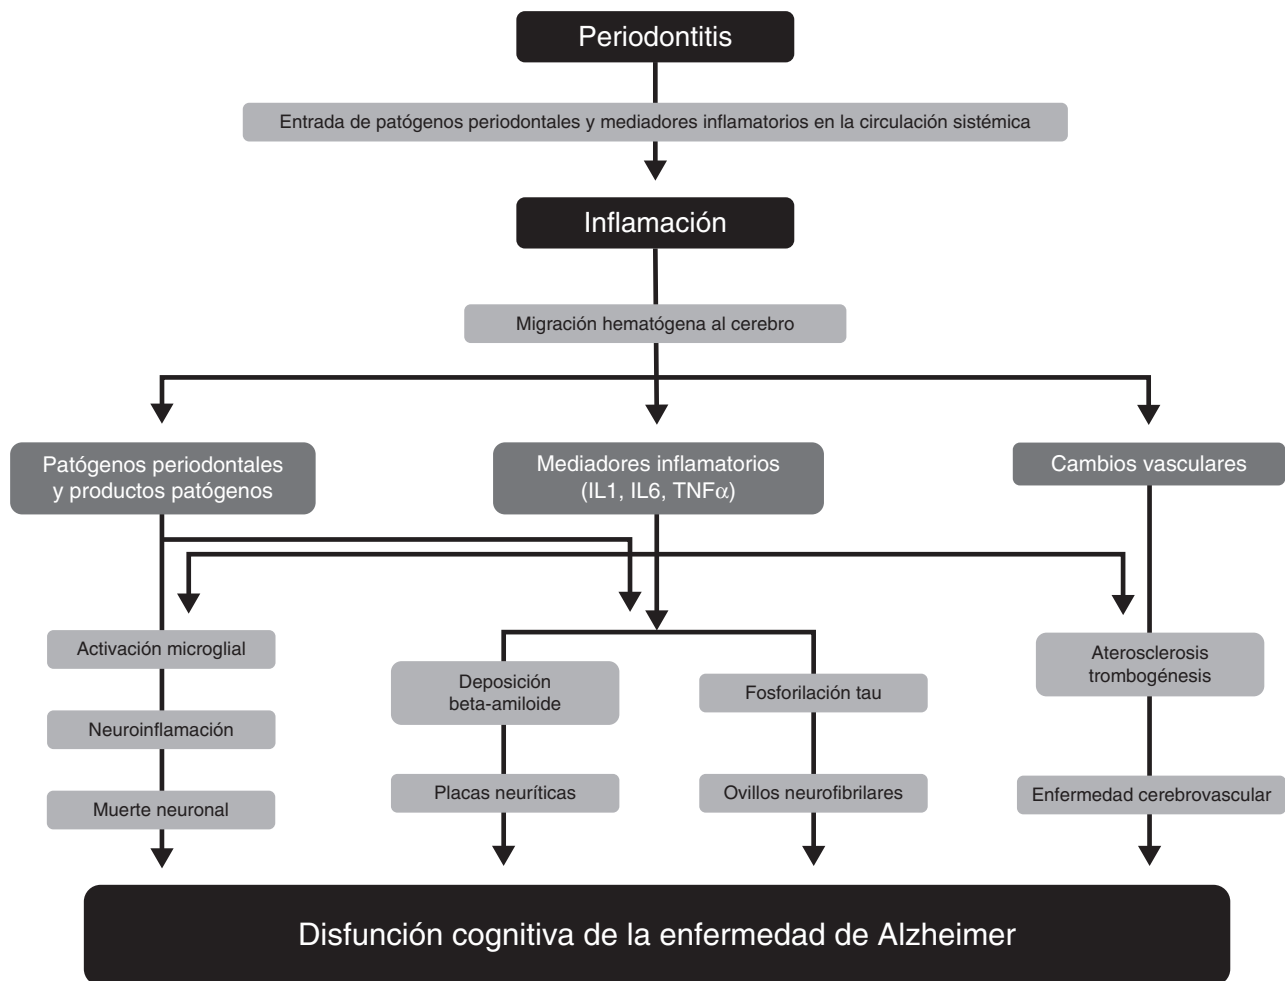 Periodontitis
Entrada de patógenos periodontales y mediadores inflamatorios en la circulación sistémica
Inflamación
Migración hematógena al cerebro
Patógenos periodontales
y productos patógenos
Mediadores inflamatorios
(IL1, IL6, TNFα)
Cambios vasculares
Activación microglial
Neuroinflamación
Muerte neuronal
Deposición
beta-amiloide
Placas neuríticas
Fosforilación tau
Ovillos neurofibrilares
Aterosclerosis
trombogénesis
Enfermedad cerebrovascular
Disfunción cognitiva de la enfermedad de Alzheimer